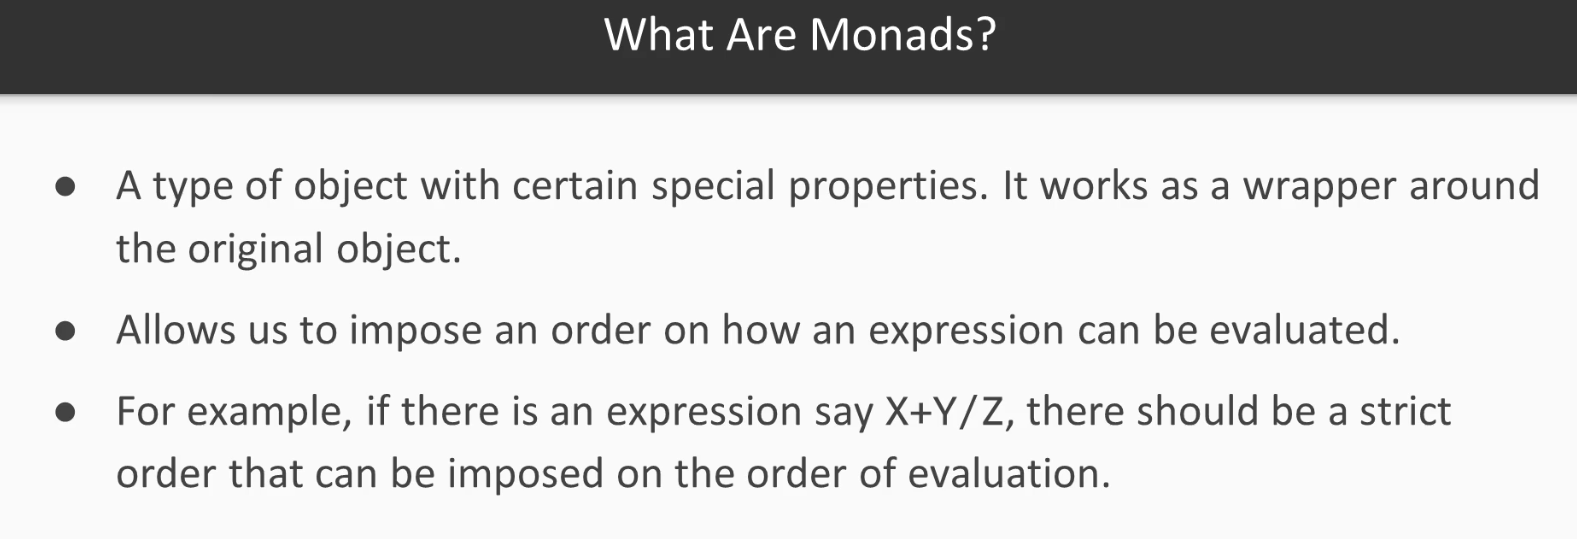 What Are Monads?
● A type of object with certain special properties. It works as a wrapper around
the original object.
● Allows us to impose an order on how an expression can be evaluated.
● For example, if there is an expression say X+Y/Z, there should be a strict
order that can be imposed on the order of evaluation.